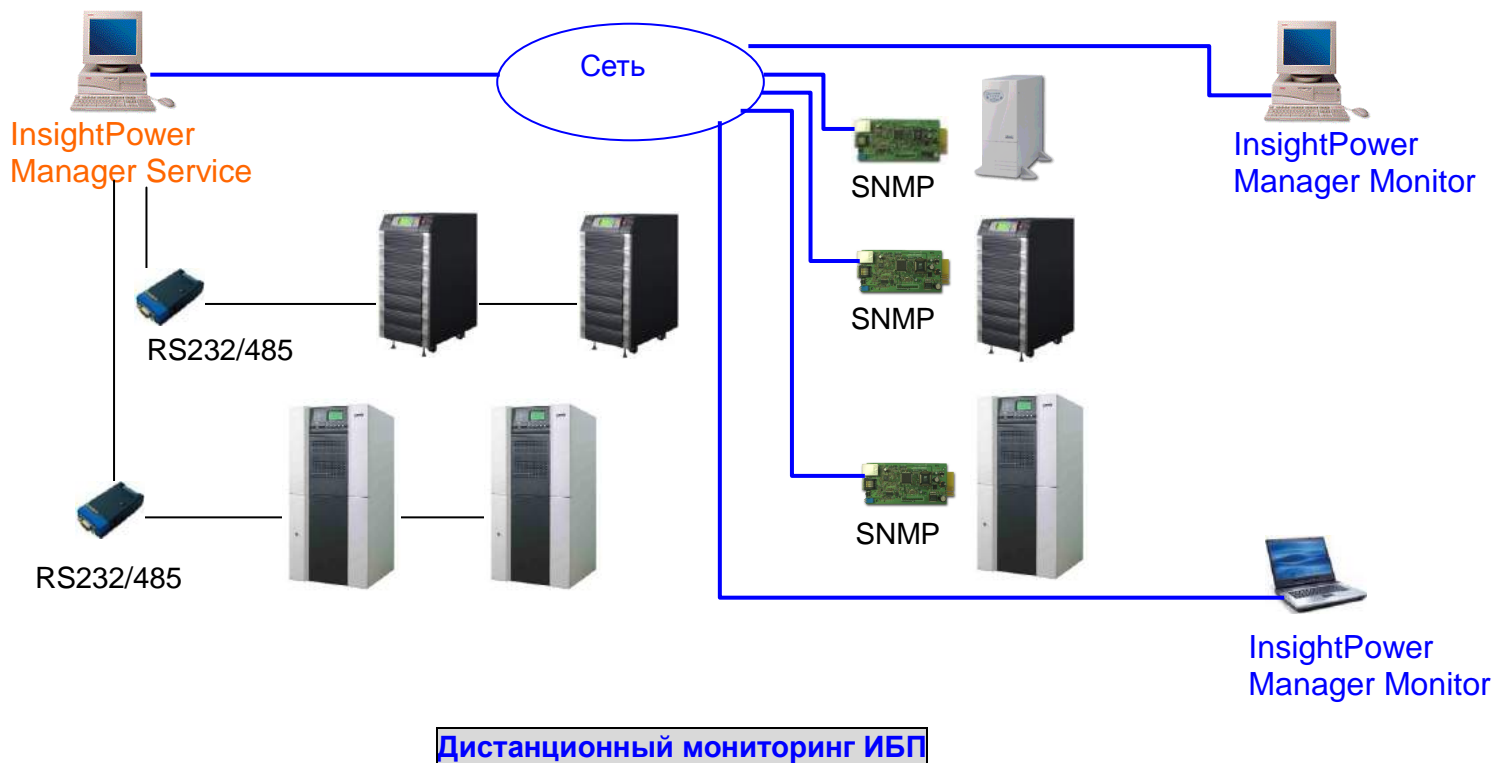 Сеть
InsightPower
Manager Service
InsightPower
Manager Monitor
SNMP
SNMP
RS232/485
SNMP
RS232/485
InsightPower
Manager Monitor
Дистанционный мониторинг ИБП